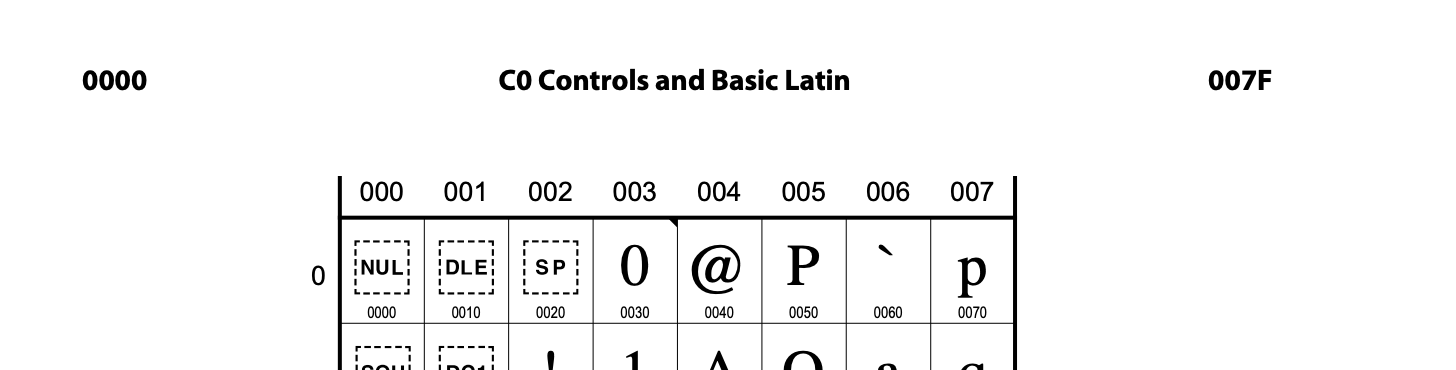 0000 C0 Controls and Basic Latin 007F
000 001 002 003 004 005 006 007
0 NUL DLE SP 0 @ P ` p
0000 0010 0020 0030 0040 0050 0060 0070
! 1 A Q a